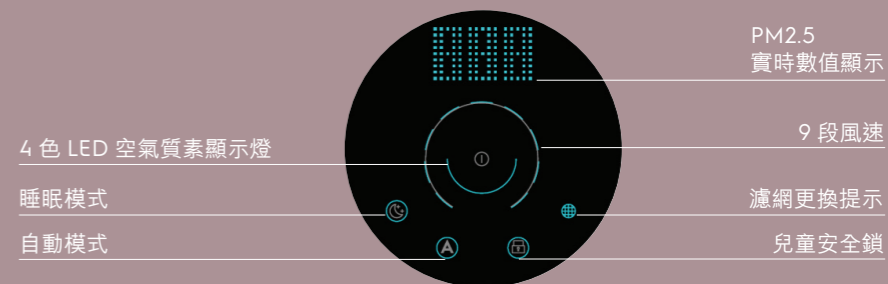 PM2.5
實時數值顯示
9 段風速
4 色 LED 空氣質素顯示燈
睡眠模式
濾網更換提示
自動模式
A
兒童安全鎖